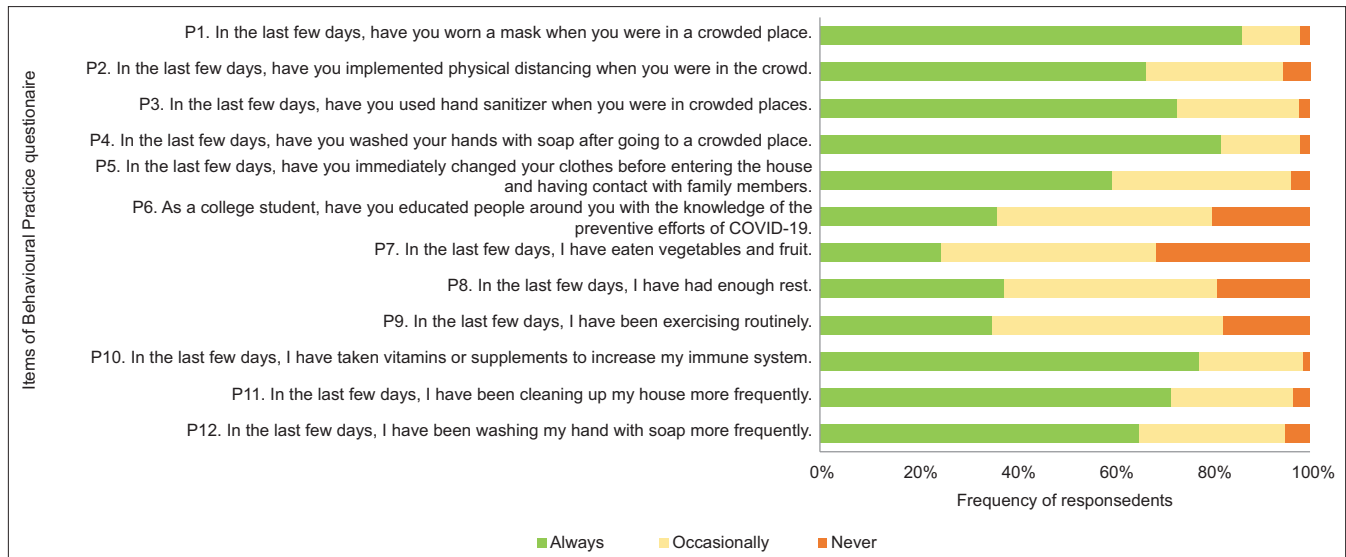 Items of Behavioural Practice questionaire
P1. In the last few days, have you worn a mask when you were in a crowded place.
P2. In the last few days, have you implemented physical distancing when you were in the crowd.
P3. In the last few days, have you used hand sanitizer when you were in crowded places.
P4. In the last few days, have you washed your hands with soap after going to a crowded place.
P5. In the last few days, have you immediately changed your clothes before entering the house
and having contact with family members.
P6. As a college student, have you educated people around you with the knowledge of the
preventive efforts of COVID-19.
P7. In the last few days, I have eaten vegetables and fruit.
P8. In the last few days, I have had enough rest.
P9. In the last few days, I have been exercising routinely.
P10. In the last few days, I have taken vitamins or supplements to increase my immune system.
P11. In the last few days, I have been cleaning up my house more frequently.
P12. In the last few days, I have been washing my hand with soap more frequently.
0% 20% 40% 60% 80% 100%
Frequency of responsedents
Always Occasionally Never